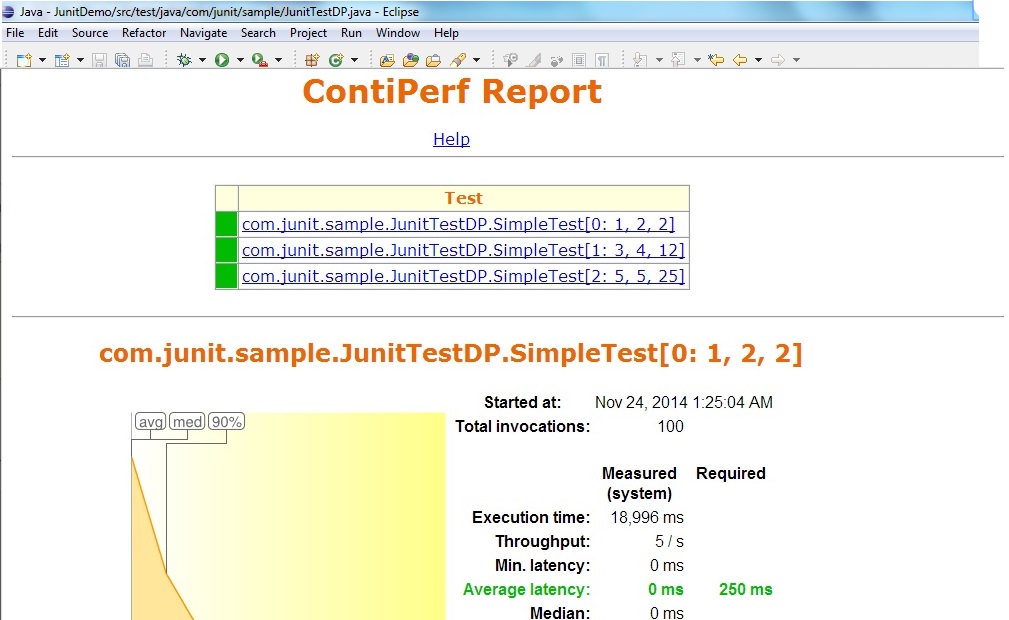 Java - JunitDemo/src/test/java/com/junit/sample/JunitTestDP.java - Eclipse
File Edit Source Refactor Navigate Search Project Run Window Help
ContiPerf Report
Help
Test
com.junit.sample.JunitTestDP.SimpleTest[0: 1, 2, 2]
com.junit.sample.JunitTestDP.SimpleTest[1: 3, 4, 12]
com.junit.sample.JunitTestDP.SimpleTest[2: 5, 5, 25]
com.junit.sample.JunitTestDP.SimpleTest[0: 1, 2, 2]
avg med 90%
Started at: Nov 24, 2014 1:25:04 AM
Total invocations: 100
Measured Required
(system)
Execution time: 18,996 ms
Throughput: 5 / s
Min. latency: 0 ms
Average latency: 0 ms 250 ms
Median: 0 ms